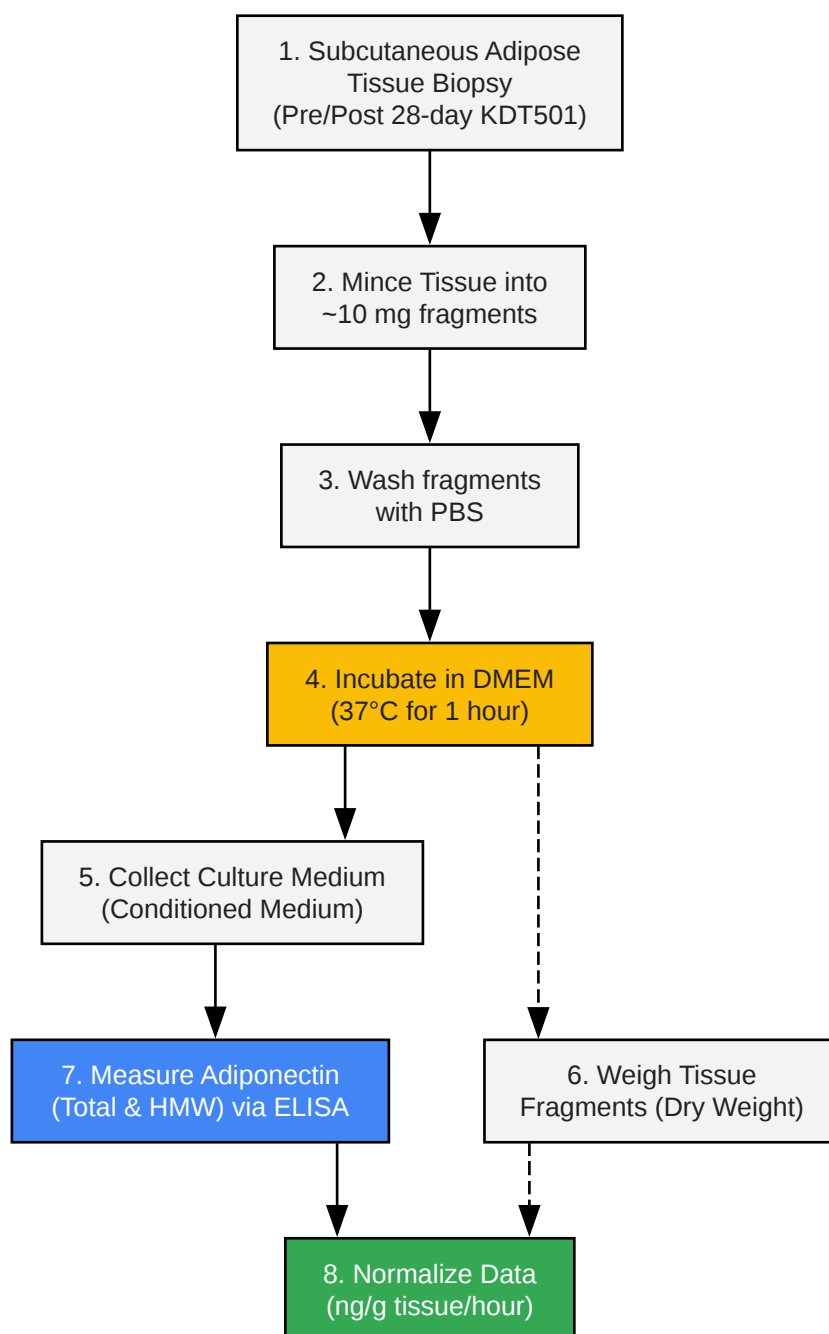 1. Subcutaneous Adipose
Tissue Biopsy
(Pre/Post 28-day KDT501)
2. Mince Tissue into
~10 mg fragments
3. Wash fragments
with PBS
4. Incubate in DMEM
(37°C for 1 hour)
5. Collect Culture Medium
(Conditioned Medium)
7. Measure Adiponectin
(Total & HMW) via ELISA
6. Weigh Tissue
Fragments (Dry Weight)
8. Normalize Data
(ng/g tissue/hour)